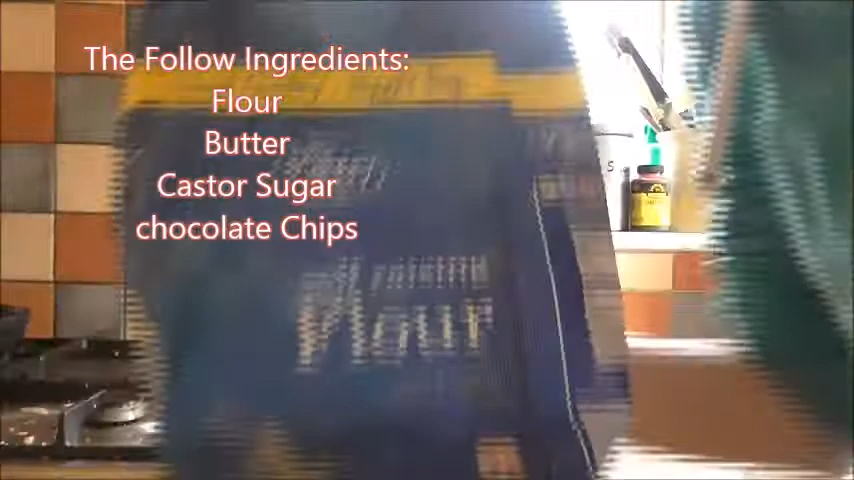 The Follow Ingredients:
Flour
Butter
Castor Sugar
chocolate Chips
Flour